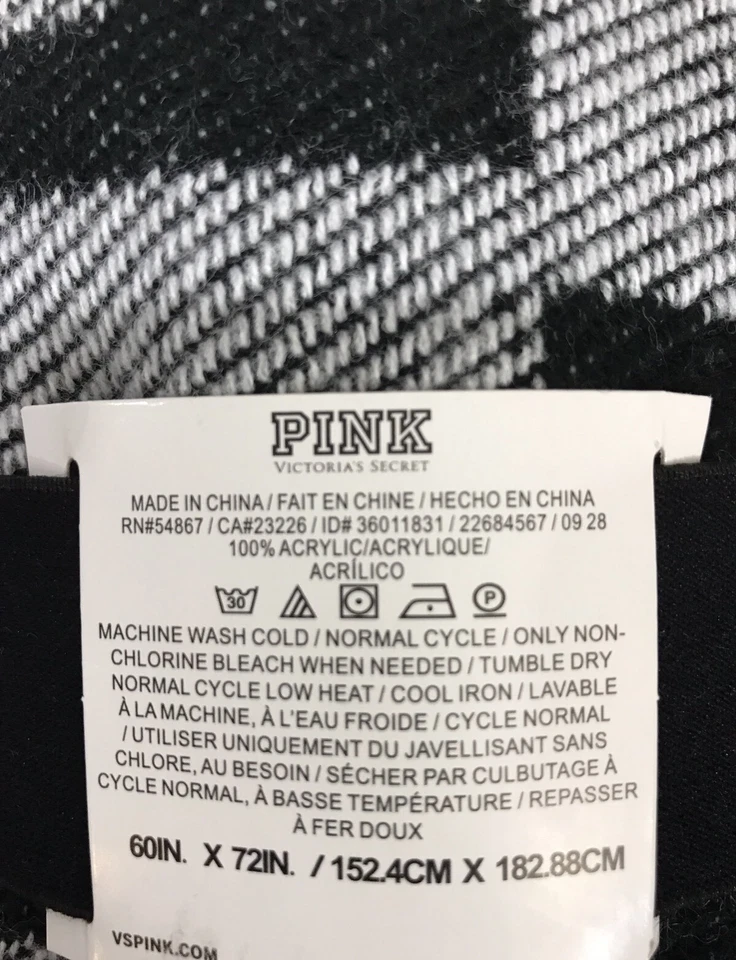 PINK
VICTORIA'S SECRET
MADE IN CHINA / FAIT EN CHINE / HECHO EN CHINA
RN#54867 / CA#23226 / ID# 36011831 / 22684567 / 09 28
100% ACRYLIC/ACRYLIQUE/
ACRÍLICO
30 P
MACHINE WASH COLD / NORMAL CYCLE / ONLY NON-
CHLORINE BLEACH WHEN NEEDED / TUMBLE DRY
NORMAL CYCLE LOW HEAT / COOL IRON / LAVABLE
À LA MACHINE, À L'EAU FROIDE / CYCLE NORMAL
/ UTILISER UNIQUEMENT DU JAVELLISANT SANS
CHLORE, AU BESOIN / SÉCHER PAR CULBUTAGE À
CYCLE NORMAL, À BASSE TEMPÉRATURE / REPASSER
À FER DOUX
60IN. X 72IN. / 152.4CM X 182.88CM
VSPINK.COM